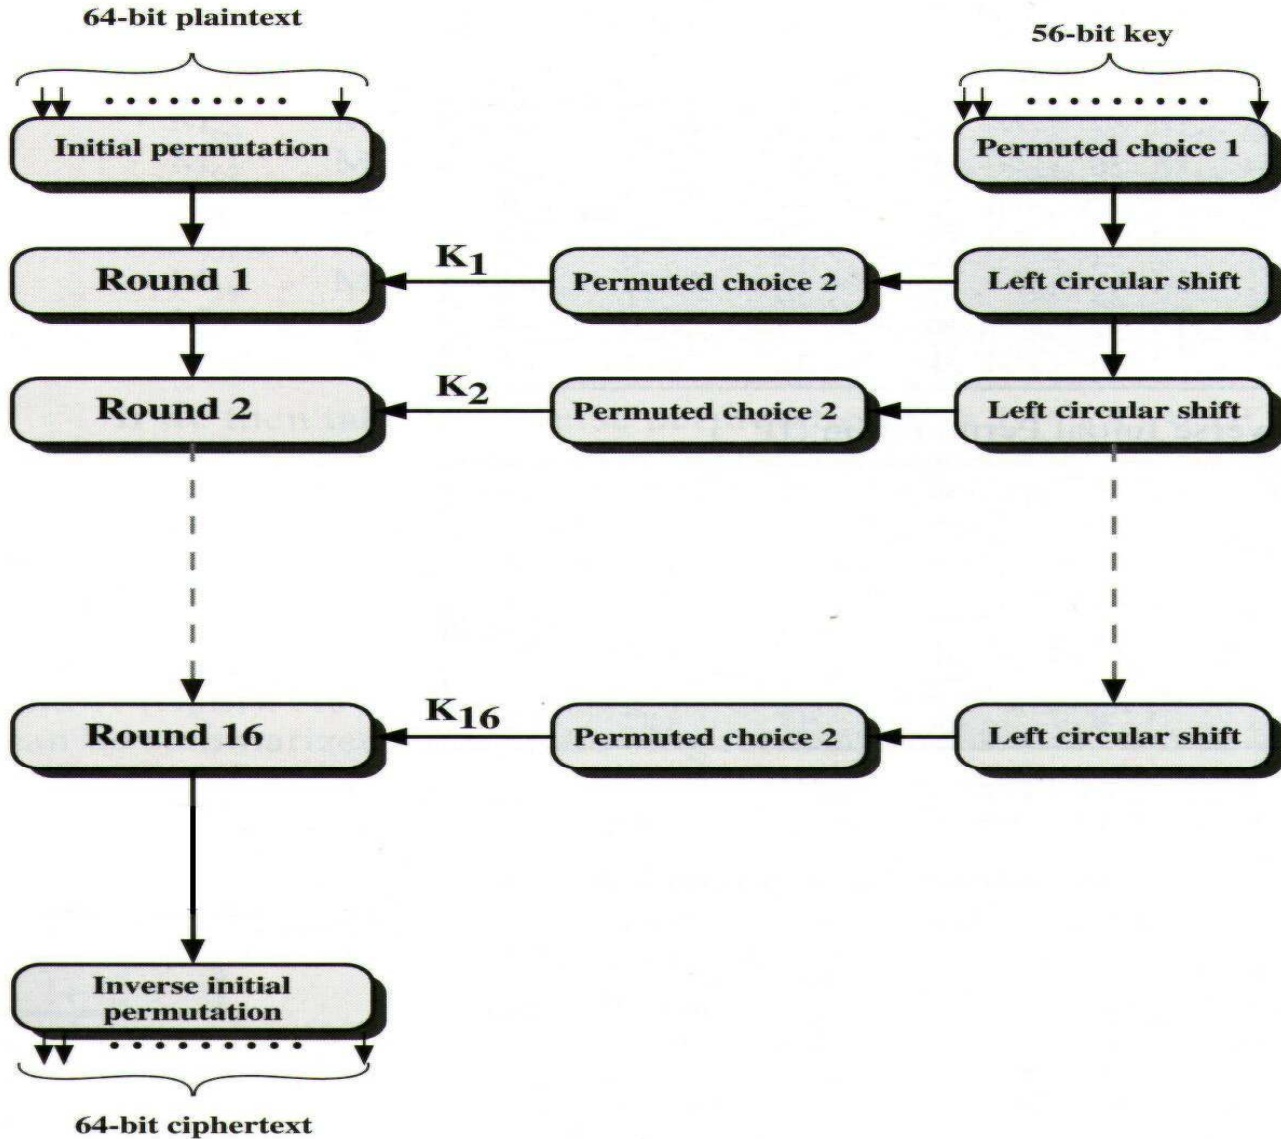 64-bit plaintext
56-bit key
Initial permutation
Permuted choice 1
Round 1
K1
Permuted choice 2
Left circular shift
Round 2
K2
Permuted choice 2
Left circular shift
Round 16
K16
Permuted choice 2
Left circular shift
Inverse initial
permutation
64-bit ciphertext